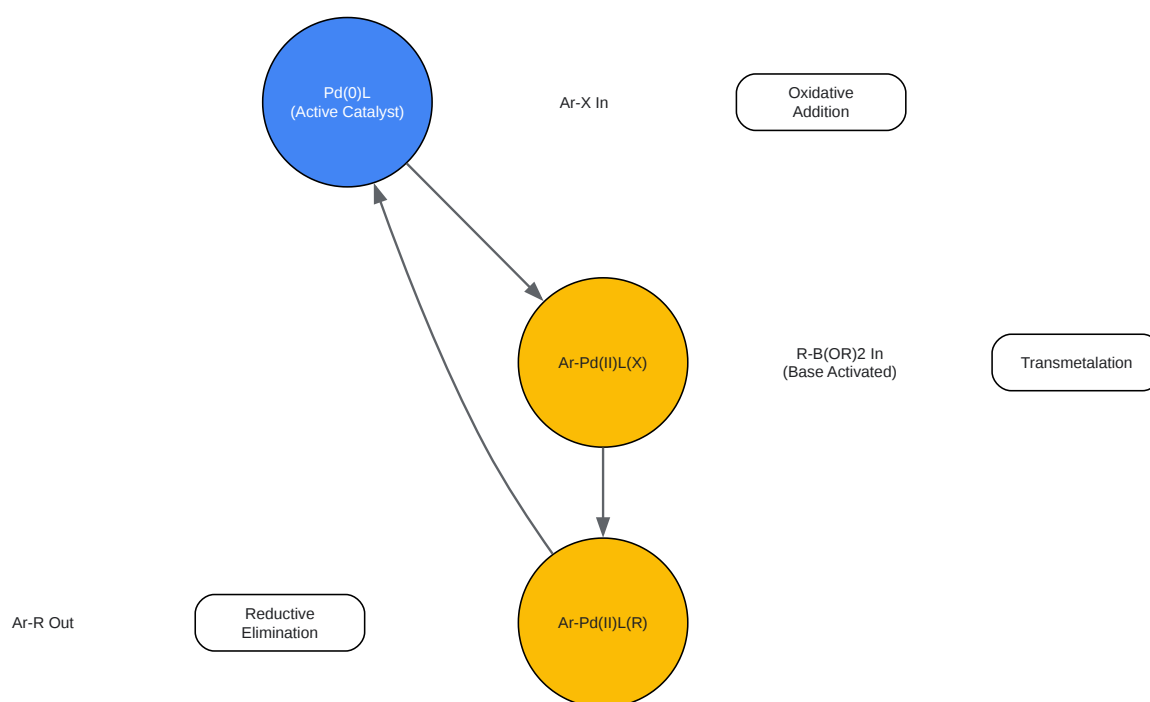 Pd(0)L
(Active Catalyst)
Ar-X In
Oxidative
Addition
Ar-Pd(II)L(X)
R-B(OR)2 In
(Base Activated)
Transmetalation
Ar-R Out
Reductive
Elimination
Ar-Pd(II)L(R)